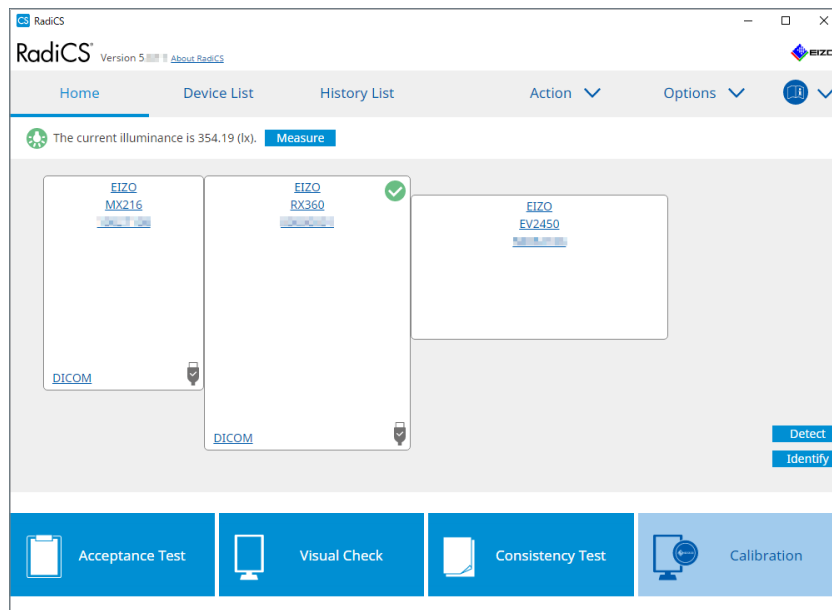 CS RadiCS
RadiCS® Version 5. About RadiCS
EIZO
Home Device List History List Action Options
The current illuminance is 354.19 (lx). Measure
EIZO
MX216
DICOM
EIZO
RX360
DICOM
EIZO
EV2450
Detect
Identify
Acceptance Test Visual Check Consistency Test Calibration